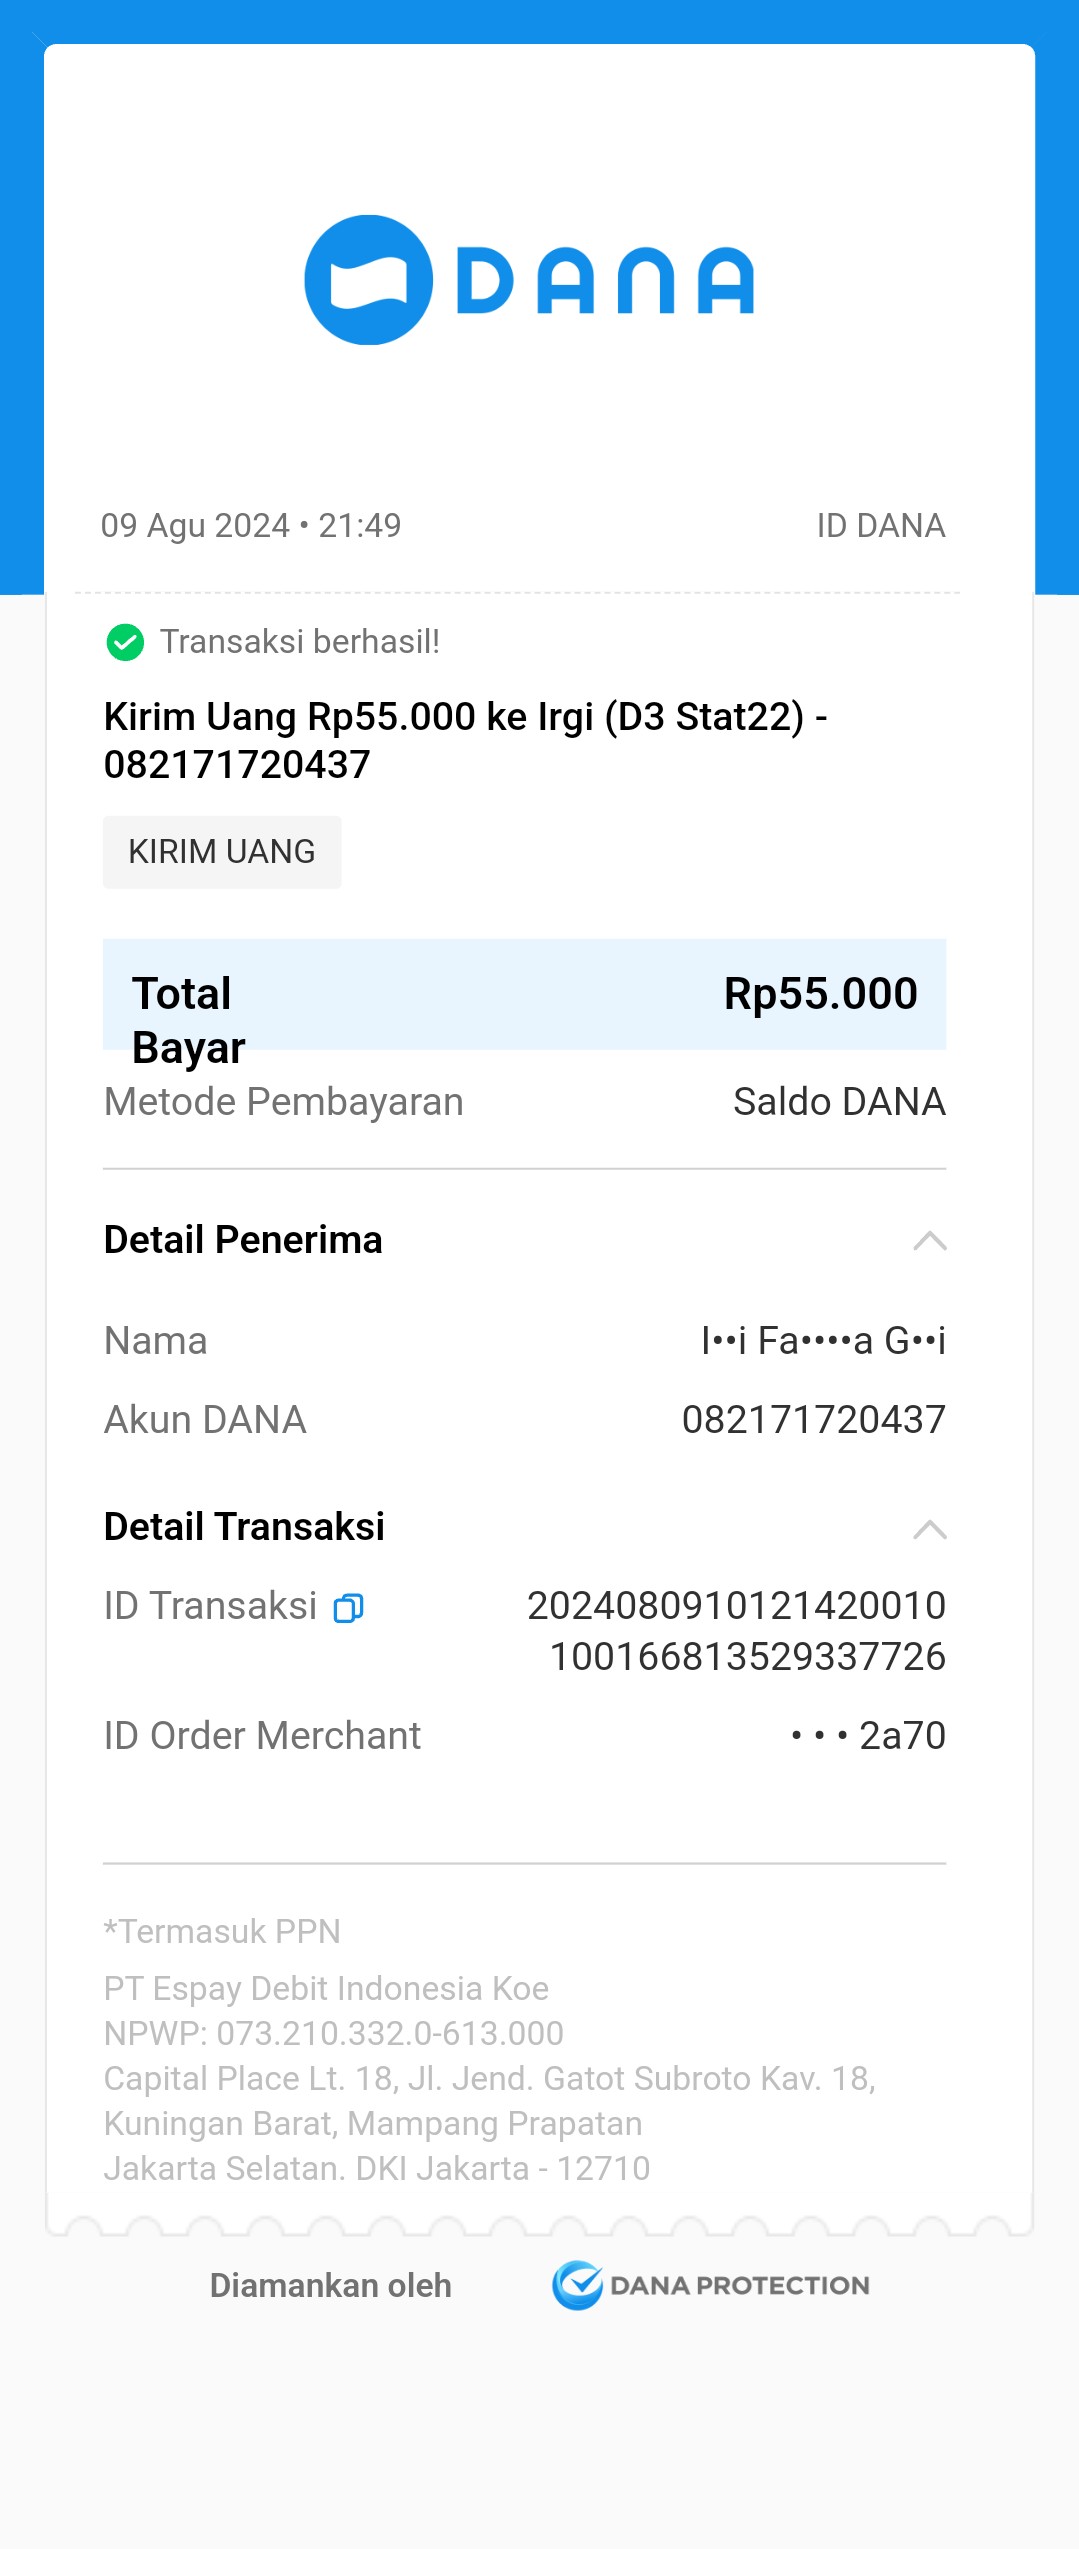 DANA
09 Agu 2024 • 21:49 ID DANA
Transaksi berhasil!
Kirim Uang Rp55.000 ke Irgi (D3 Stat22) -
082171720437
KIRIM UANG
Total Rp55.000
Bayar
Metode Pembayaran Saldo DANA
Detail Penerima
Nama I••i Fa••••a G••i
Akun DANA 082171720437
Detail Transaksi
ID Transaksi 2024080910121420010
100166813529337726
ID Order Merchant • • • 2a70
*Termasuk PPN
PT Espay Debit Indonesia Koe
NPWP: 073.210.332.0-613.000
Capital Place Lt. 18, Jl. Jend. Gatot Subroto Kav. 18,
Kuningan Barat, Mampang Prapatan
Jakarta Selatan. DKI Jakarta - 12710
Diamankan oleh DANA PROTECTION